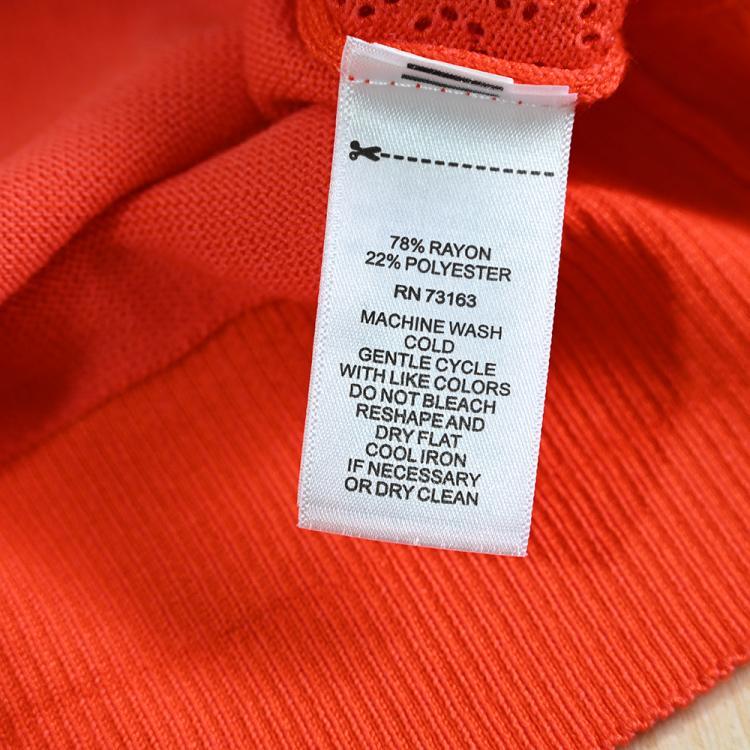 78% RAYON
22% POLYESTER
RN 73163
MACHINE WASH
COLD
GENTLE CYCLE
WITH LIKE COLORS
DO NOT BLEACH
RESHAPE AND
DRY FLAT
COOL IRON
IF NECESSARY
OR DRY CLEAN